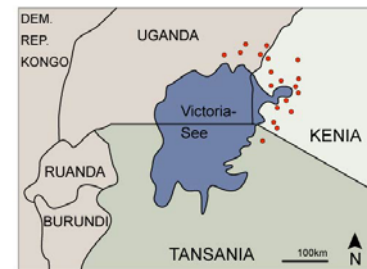 DEM.
REP.
KONGO
UGANDA
Victoria-
See
KENIA
RUANDA
BURUNDI
TANSANIA
100km
N